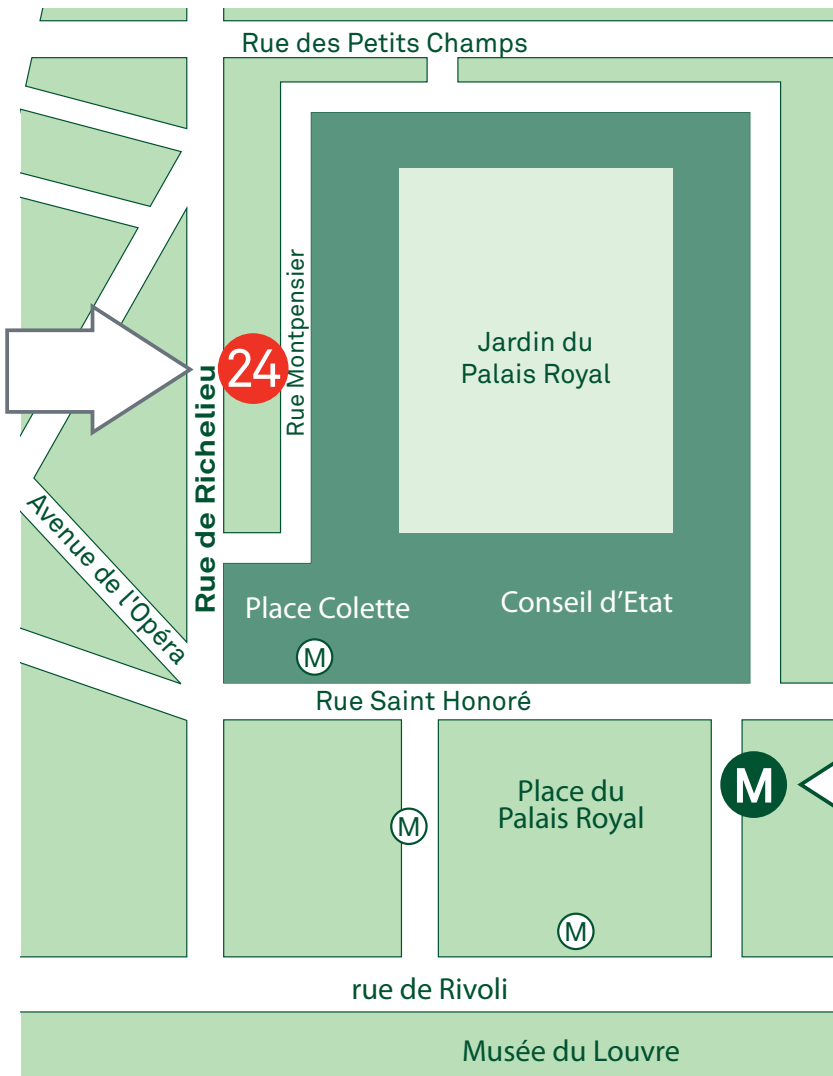 Rue des Petits Champs
Rue Montpensier
Jardin du
Palais Royal
24
Rue de Richelieu
Avenue de l'Opéra
Place Colette
Conseil d’Etat
M
Rue Saint Honoré
M
Place du
Palais Royal
M
M
rue de Rivoli
Musée du Louvre